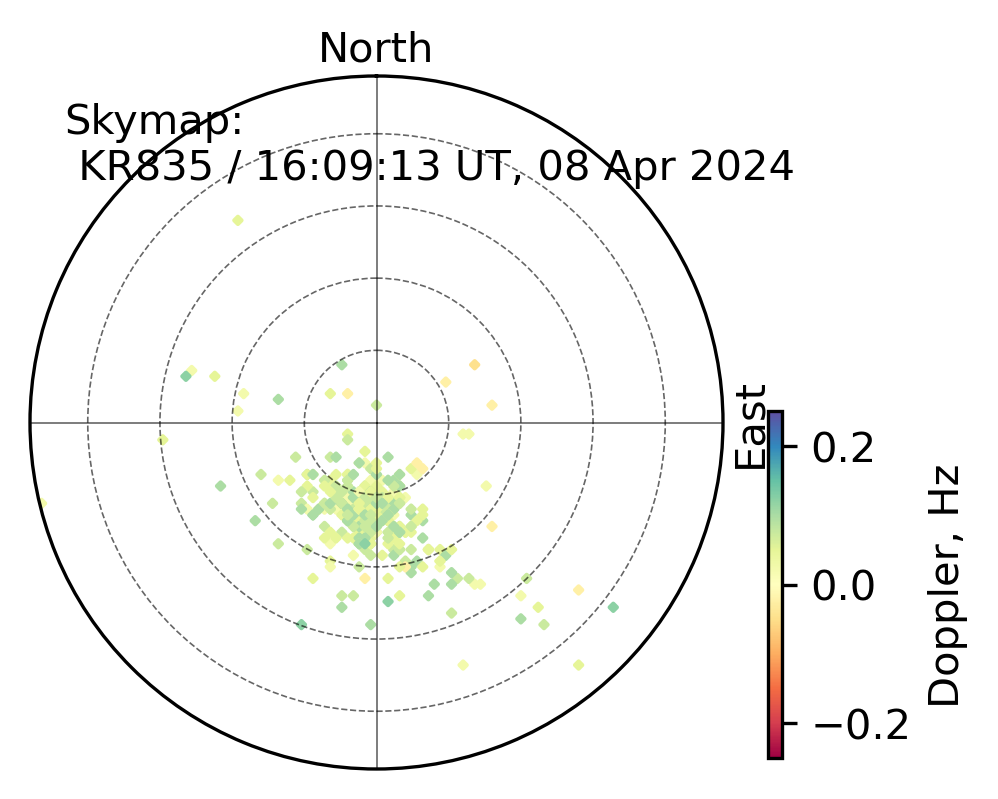 North
Skymap:
KR835 / 16:09:13 UT, 08 Apr 2024
East
0.2
0.0
−0.2
Doppler, Hz